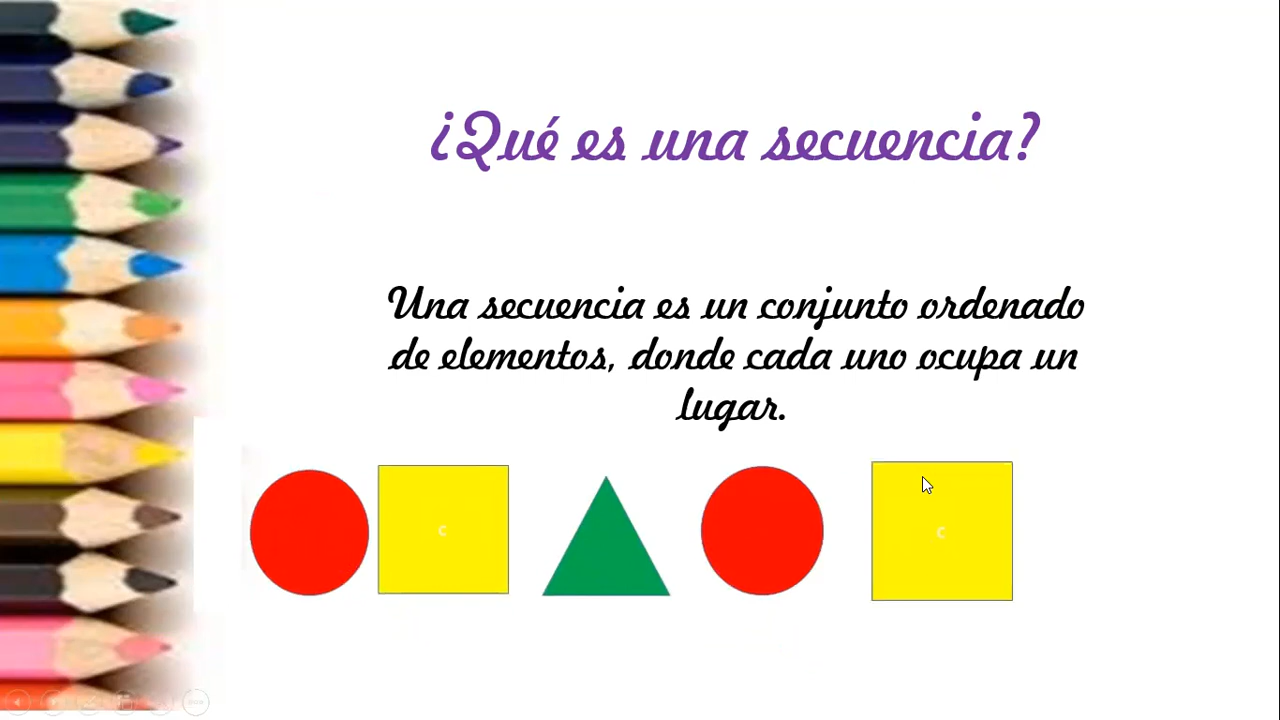 ¿Qué es una secuencia?
Una secuencia es un conjunto ordenado
de elementos, donde cada uno ocupa un
lugar.
c c